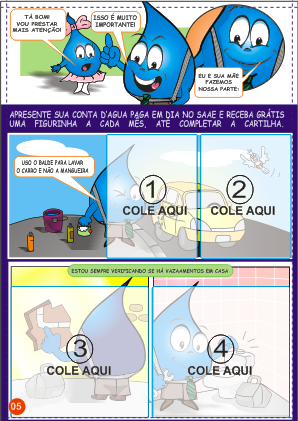 TÁ BOM!
VOU PRESTAR
MAIS ATENÇÃO!
ISSO É MUITO
IMPORTANTE!
EU E SUA MÃE
FAZEMOS
NOSSA PARTE!
APRESENTE SUA CONTA D'AGUA PAGA EM DIA NO SAAE E RECEBA GRÁTIS
UMA FIGURINHA A CADA MÊS, ATE COMPLETAR A CARTILHA.
USO O BALDE PARA LAVAR
O CARRO E NÃO A MANGUEIRA
1
COLE AQUI
2
COLE AQUI
ESTOU SEMPRE VERIFICANDO SE HÁ VAZAAMENTOS EM CASA
3
COLE AQUI
4
COLE AQUI
05